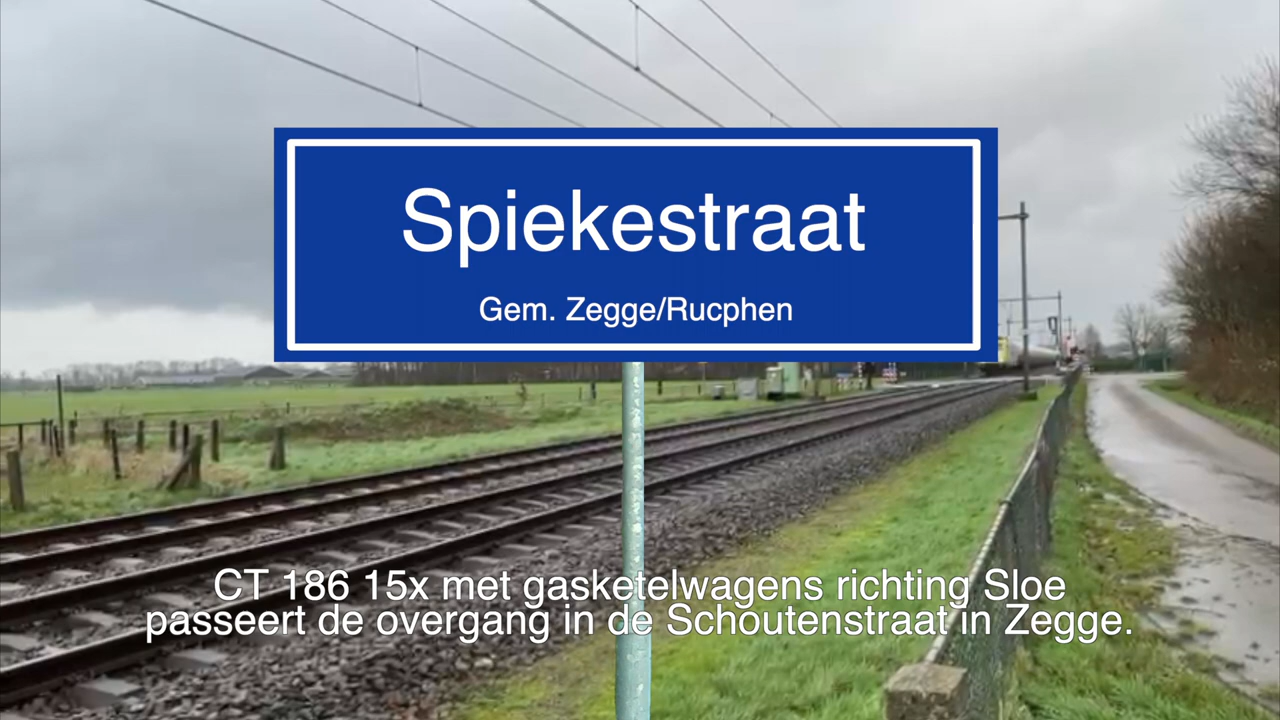 Spiekestraat
Gem. Zegge/Rucphen
CT 186 15x met gasketelwagens richting Sloe
passeert de overgang in de Schoutenstraat in Zegge.